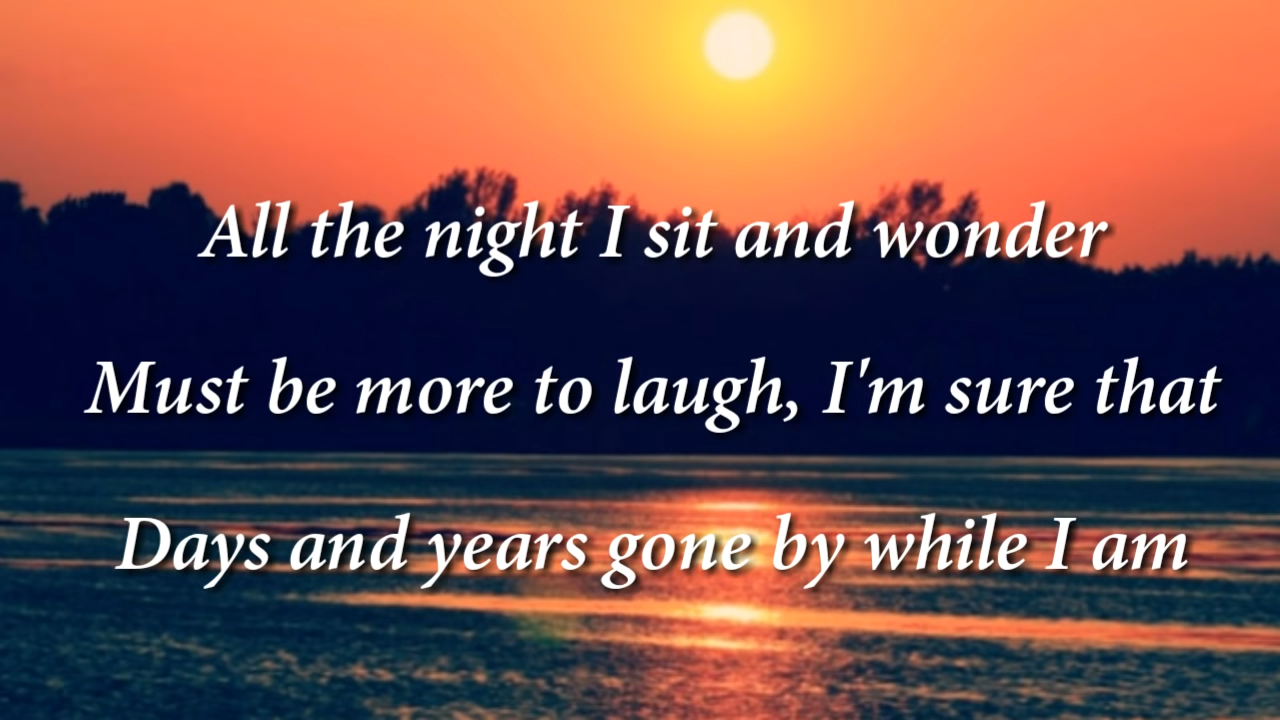 All the night I sit and wonder
Must be more to laugh, I'm sure that
Days and years gone by while I am